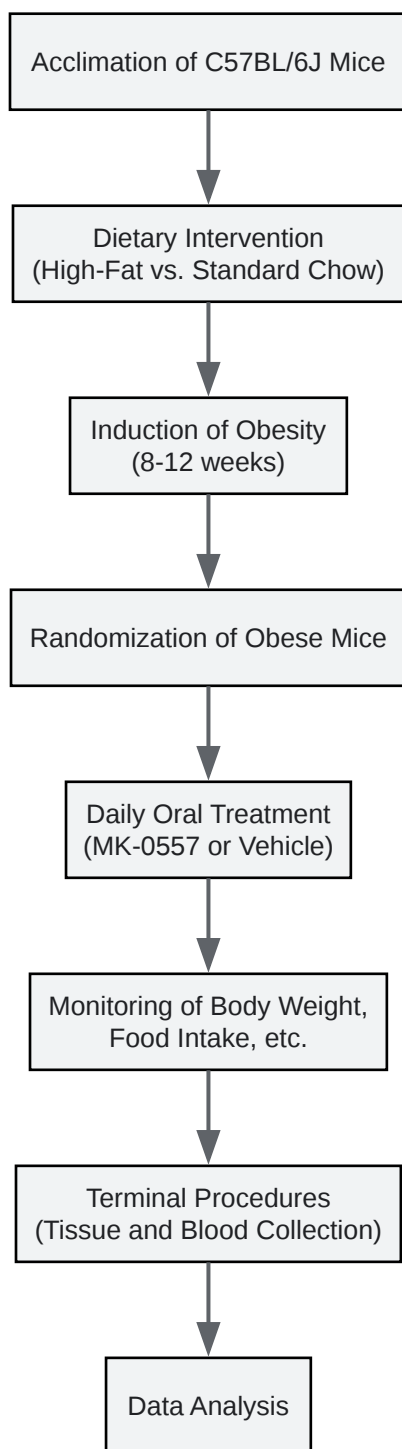 Acclimation of C57BL/6J Mice
Dietary Intervention
(High-Fat vs. Standard Chow)
Induction of Obesity
(8-12 weeks)
Randomization of Obese Mice
Daily Oral Treatment
(MK-0557 or Vehicle)
Monitoring of Body Weight,
Food Intake, etc.
Terminal Procedures
(Tissue and Blood Collection)
Data Analysis